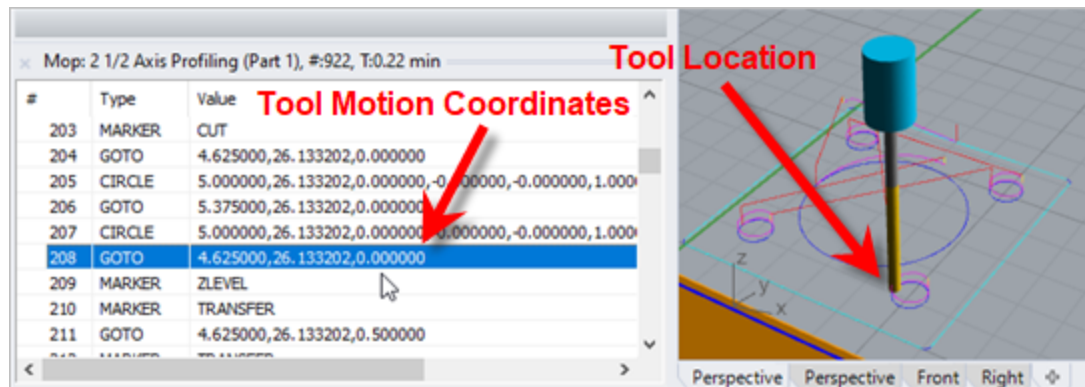 Mop: 2 1/2 Axis Profiling (Part 1), #:922, T:0.22 min
Tool Location
# Type Value
Tool Motion Coordinates
203 MARKER CUT
204 GOTO 4.625000,26.133202,0.000000
205 CIRCLE 5.000000,26.133202,0.000000,-0. 000000,-0.000000,1.000
206 GOTO 5.375000,26.133202,0.000000
207 CIRCLE 5.000000,26.133202,0.000000 000000,-0.000000,1.000
208 GOTO 4.625000,26.133202,0.000000
209 MARKER ZLEVEL
210 MARKER TRANSFER
211 GOTO 4.625000,26.133202,0.500000
z
y
x
Perspective Perspective Front Right